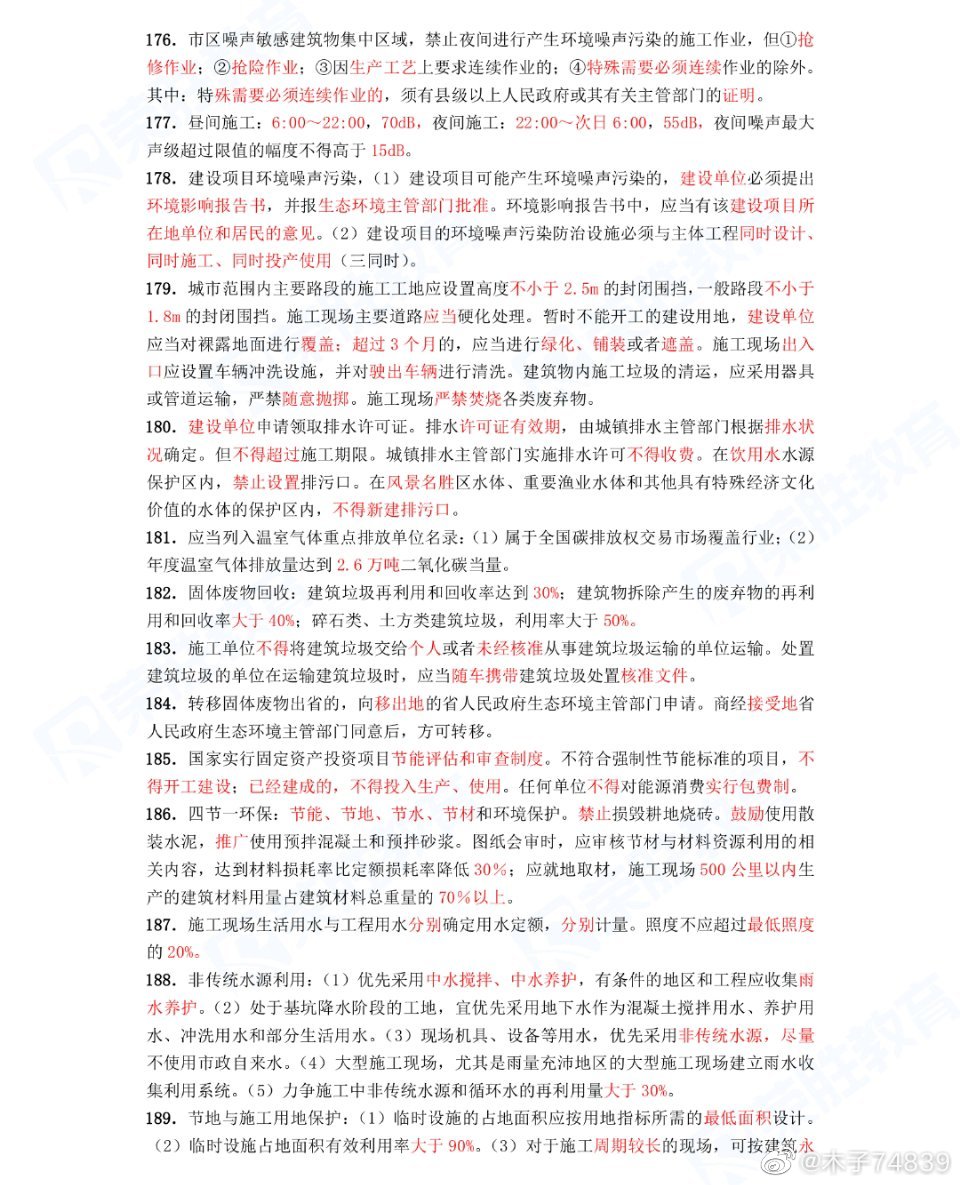 176．市区噪声敏感建筑物集中区域，禁止夜间进行产生环境噪声污染的施工作业，但①抢
修作业；②抢险作业；③因生产工艺上要求连续作业的；④特殊需要必须连续作业的除外。
其中：特殊需要必须连续作业的，须有县级以上人民政府或其有关主管部门的证明。
177．昼间施工：6:00～22:00，70dB，夜间施工：22:00～次日 6:00，55dB，夜间噪声最大
声级超过限值的幅度不得高于 15dB。
178．建设项目环境噪声污染，（1）建设项目可能产生环境噪声污染的，建设单位必须提出
环境影响报告书，并报生态环境主管部门批准。环境影响报告书中，应当有该建设项目所
在地单位和居民的意见。（2）建设项目的环境噪声污染防治设施必须与主体工程同时设计、
同时施工、同时投产使用（三同时）。
179．城市范围内主要路段的施工工地应设置高度不小于 2.5m 的封闭围挡，一般路段不小于
1.8m 的封闭围挡。施工现场主要道路应当硬化处理。暂时不能开工的建设用地，建设单位
应当对裸露地面进行覆盖；超过 3 个月的，应当进行绿化、铺装或者遮盖。施工现场出入
口应设置车辆冲洗设施，并对驶出车辆进行清洗。建筑物内施工垃圾的清运，应采用器具
或管道运输，严禁随意抛掷。施工现场严禁焚烧各类废弃物。
180．建设单位申请领取排水许可证。排水许可证有效期，由城镇排水主管部门根据排水状
况确定。但不得超过施工期限。城镇排水主管部门实施排水许可不得收费。在饮用水水源
保护区内，禁止设置排污口。在风景名胜区水体、重要渔业水体和其他具有特殊经济文化
价值的水体的保护区内，不得新建排污口。
181．应当列入温室气体重点排放单位名录：（1）属于全国碳排放权交易市场覆盖行业；（2）
年度温室气体排放量达到 2.6 万吨二氧化碳当量。
182．固体废物回收：建筑垃圾再利用和回收率达到 30%；建筑物拆除产生的废弃物的再利
用和回收率大于 40%；碎石类、土方类建筑垃圾，利用率大于 50%。
183．施工单位不得将建筑垃圾交给个人或者未经核准从事建筑垃圾运输的单位运输。处置
建筑垃圾的单位在运输建筑垃圾时，应当随车携带建筑垃圾处置核准文件。
184．转移固体废物出省的，向移出地的省人民政府生态环境主管部门申请。商经接受地省
人民政府生态环境主管部门同意后，方可转移。
185．国家实行固定资产投资项目节能评估和审查制度。不符合强制性节能标准的项目，不
得开工建设；已经建成的，不得投入生产、使用。任何单位不得对能源消费实行包费制。
186．四节一环保：节能、节地、节水、节材和环境保护。禁止损毁耕地烧砖。鼓励使用散
装水泥，推广使用预拌混凝土和预拌砂浆。图纸会审时，应审核节材与材料资源利用的相
关内容，达到材料损耗率比定额损耗率降低 30％；应就地取材，施工现场 500 公里以内生
产的建筑材料用量占建筑材料总重量的 70％以上。
187．施工现场生活用水与工程用水分别确定用水定额，分别计量。照度不应超过最低照度
的 20%。
188．非传统水源利用：（1）优先采用中水搅拌、中水养护，有条件的地区和工程应收集雨
水养护。（2）处于基坑降水阶段的工地，宜优先采用地下水作为混凝土搅拌用水、养护用
水、冲洗用水和部分生活用水。（3）现场机具、设备等用水，优先采用非传统水源，尽量
不使用市政自来水。（4）大型施工现场，尤其是雨量充沛地区的大型施工现场建立雨水收
集利用系统。（5）力争施工中非传统水源和循环水的再利用量大于 30%。
189．节地与施工用地保护：（1）临时设施的占地面积应按用地指标所需的最低面积设计。
（2）临时设施占地面积有效利用率大于 90%。（3）对于施工周期较长的现场，可按建筑永
@木子74839
荣胜教育